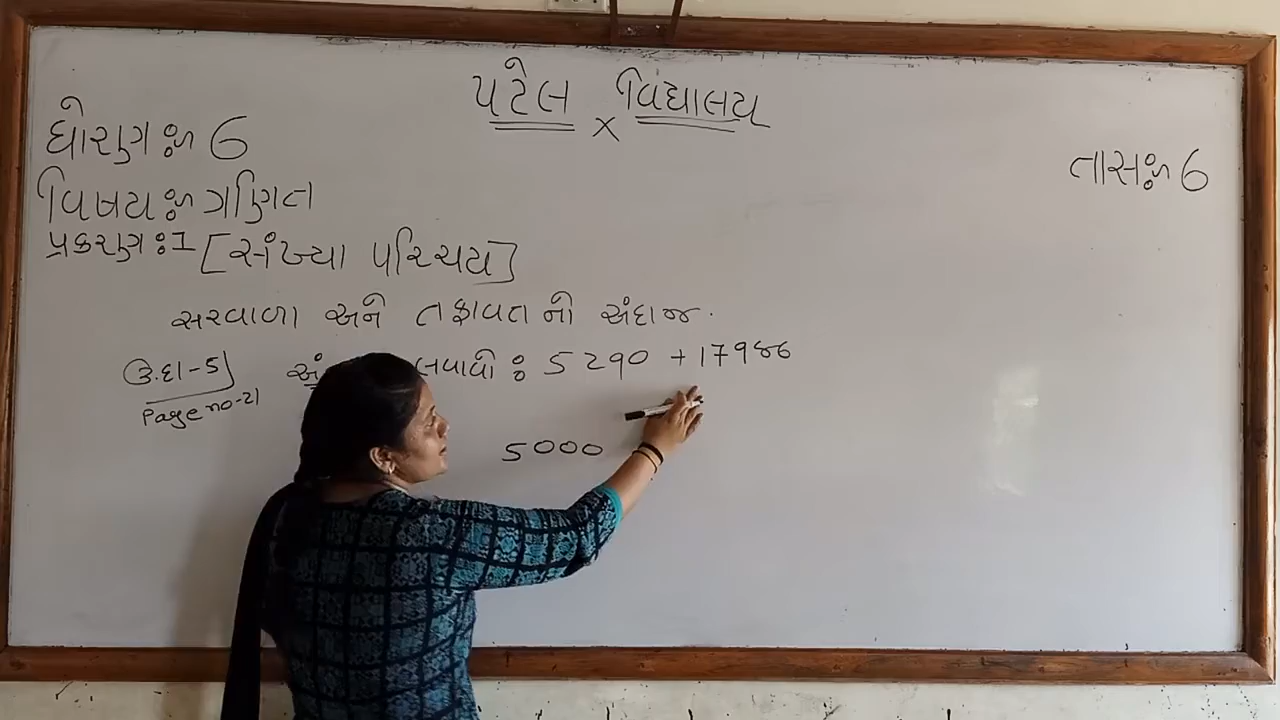 પટેલ × વિદ્યાલય
ધોરણ ઃ 6
તાસ ઃ 6
વિષય ઃ ગણિત
પ્રકરણ ઃ 1 [સંખ્યા પરિચય]
સરવાળા અને તફાવત નો અંદાજ.
ઉ.દા-5) 5290 + 17986
Page no-21
5000